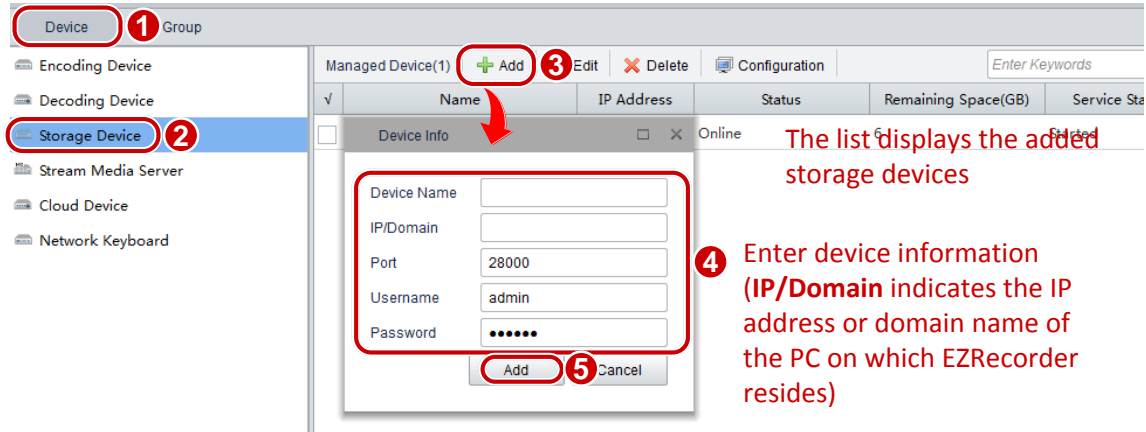 Device 1 Group
Encoding Device
Decoding Device
Storage Device 2
Stream Media Server
Cloud Device
Network Keyboard
Managed Device(1) Add 3 Edit Delete Configuration Enter Keywords
√ Name IP Address Status Remaining Space(GB) Service Sta
Online 6 Started
The list displays the added
storage devices
Device Info
Device Name
IP/Domain
Port 28000
Username admin
Password ••••••
Add 5 Cancel
4 Enter device information
(IP/Domain indicates the IP
address or domain name of
the PC on which EZRecorder
resides)